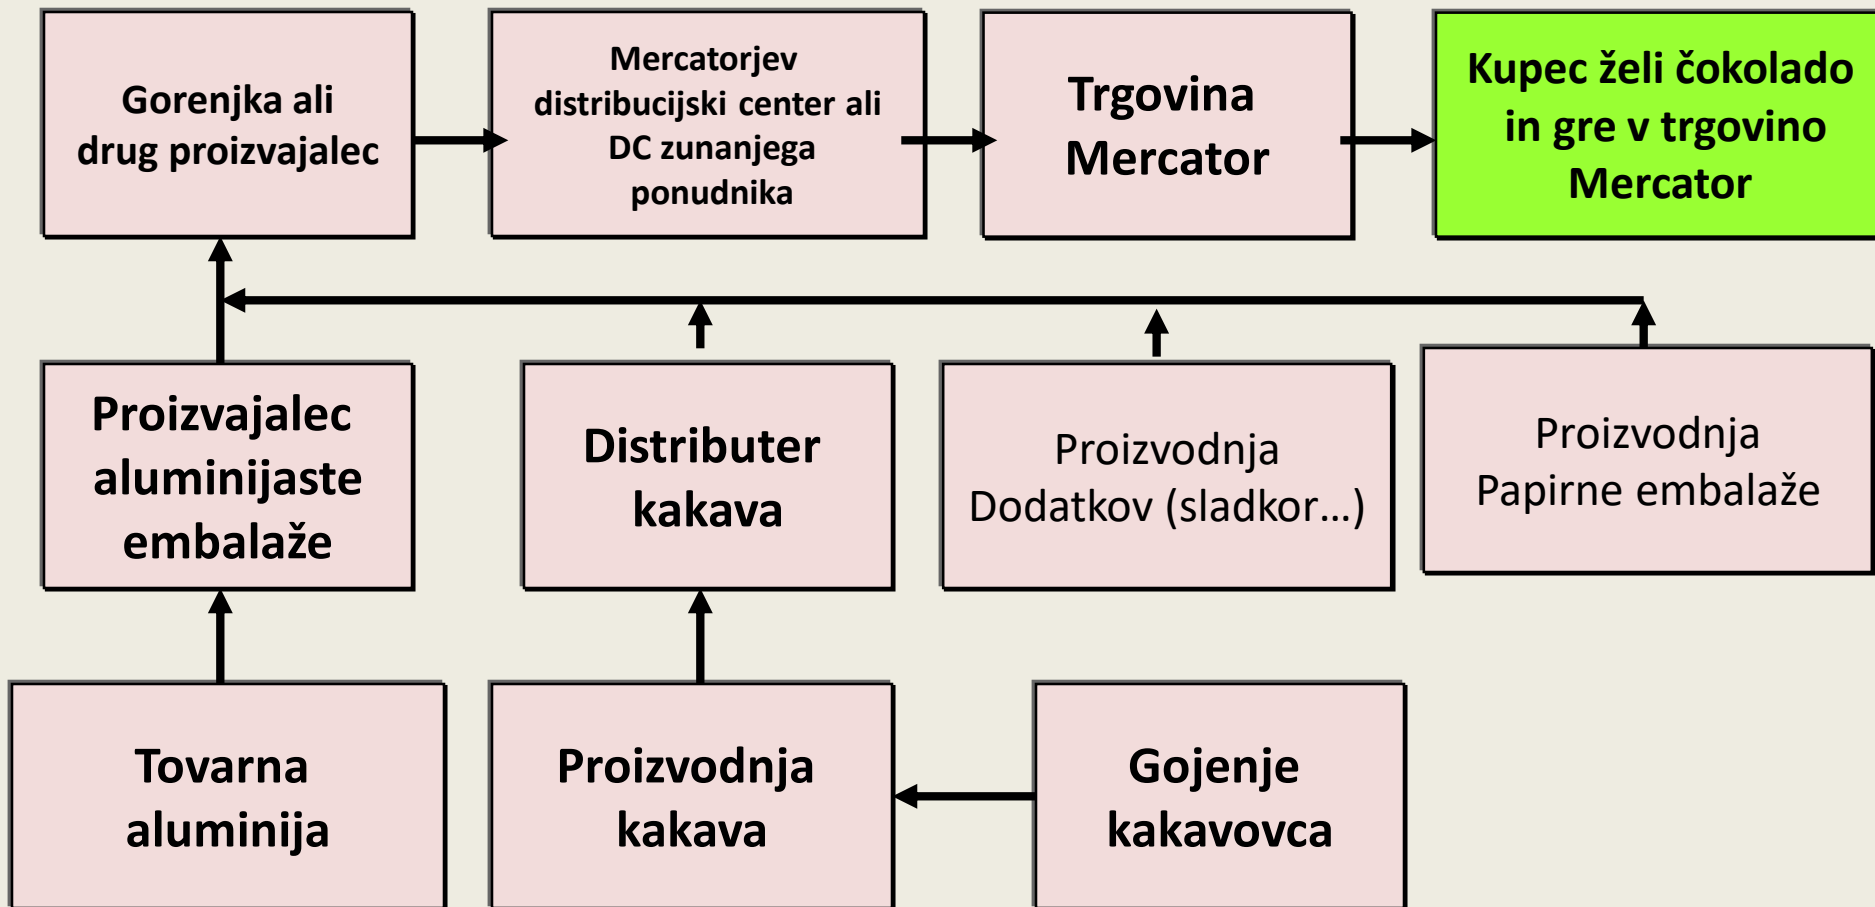 Gorenjka ali
drug proizvajalec
Mercatorjev
distribucijski center ali
DC zunanjega
ponudnika
Trgovina
Mercator
Kupec želi čokolado
in gre v trgovino
Mercator
Proizvajalec
aluminijaste
embalaže
Distributer
kakava
Proizvodnja
Dodatkov (sladkor…)
Proizvodnja
Papirne embalaže
Tovarna
aluminija
Proizvodnja
kakava
Gojenje
kakavovca